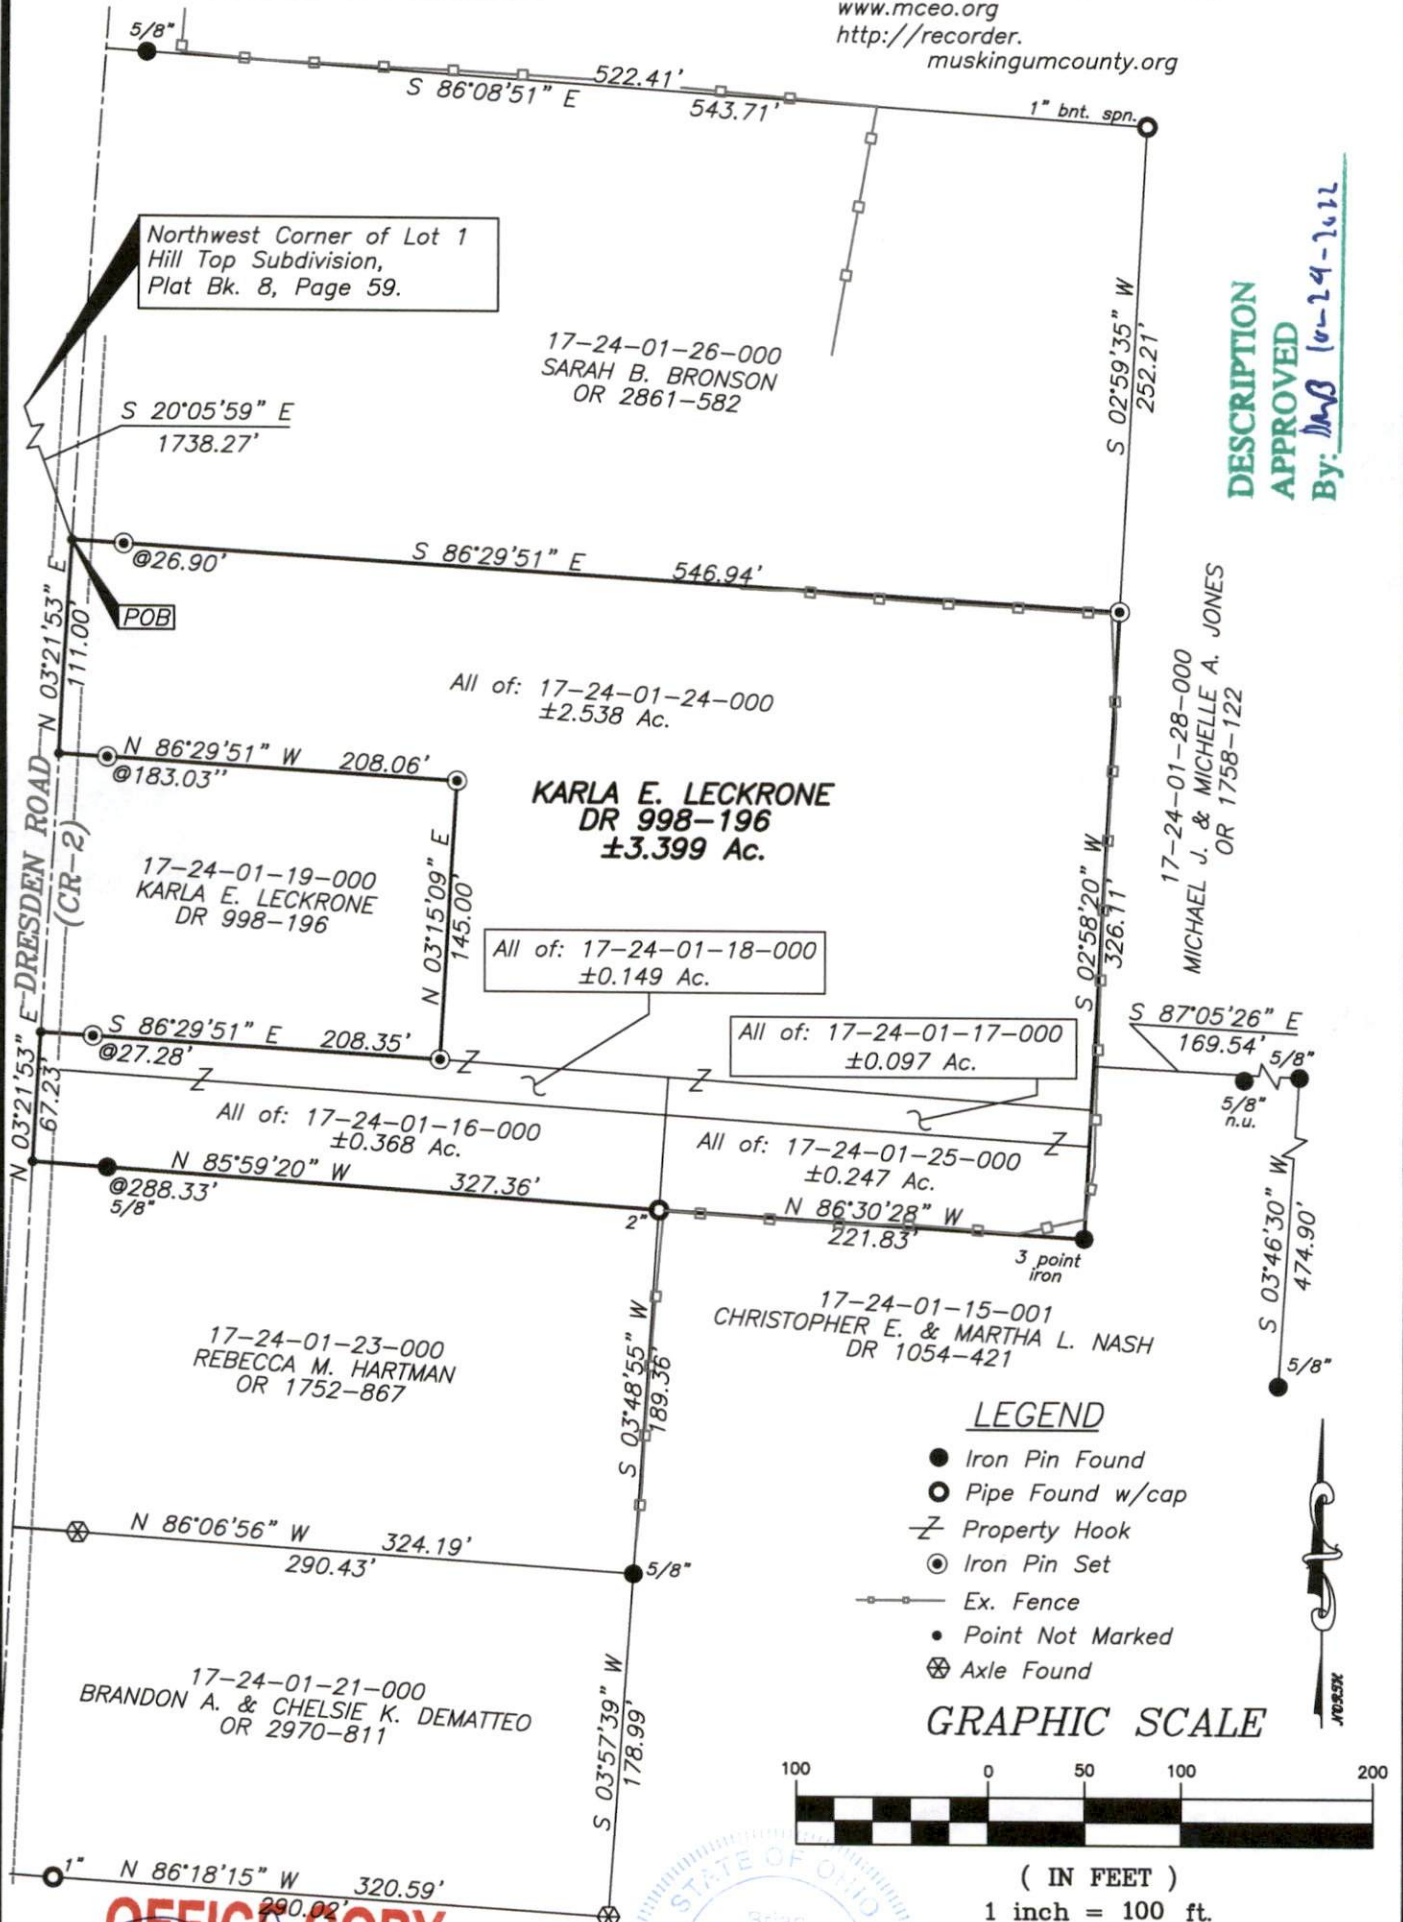 www.mceo.org
http://recorder.
muskingumcounty.org
5/8"
522.41'
S 86°08'51" E
543.71'
1" bnt. spn.
Northwest Corner of Lot 1
Hill Top Subdivision,
Plat Bk. 8, Page 59.
17-24-01-26-000
SARAH B. BRONSON
OR 2861-582
S 02°59'35" W
252.21'
DESCRIPTION
APPROVED
By: 10-24-2022
S 20°05'59" E
1738.27'
@26.90'
S 86°29'51" E
546.94'
POB
N 03°21'53" E
111.00'
All of: 17-24-01-24-000
±2.538 Ac.
17-24-01-28-000
MICHAEL J. & MICHELLE A. JONES
OR 1758-122
N 86°29'51" W 208.06'
@183.03''
KARLA E. LECKRONE
DR 998-196
±3.399 Ac.
DRESDEN ROAD
(CR-2)
17-24-01-19-000
KARLA E. LECKRONE
DR 998-196
N 03°15'09" E
145.00'
S 02°58'20" W
326.11'
All of: 17-24-01-18-000
±0.149 Ac.
S 87°05'26" E
169.54'
5/8"
5/8"
n.u.
All of: 17-24-01-17-000
±0.097 Ac.
S 86°29'51" E 208.35'
@27.28'
N 03°21'53" E
67.23'
All of: 17-24-01-16-000
±0.368 Ac.
All of: 17-24-01-25-000
±0.247 Ac.
N 85°59'20" W 327.36'
@288.33'
5/8"
2"
N 86°30'28" W
221.83'
3 point
iron
S 03°46'30" W
474.90'
5/8"
17-24-01-15-001
CHRISTOPHER E. & MARTHA L. NASH
DR 1054-421
17-24-01-23-000
REBECCA M. HARTMAN
OR 1752-867
S 03°48'55" W
189.36'
LEGEND
Iron Pin Found
Pipe Found w/cap
Property Hook
Iron Pin Set
Ex. Fence
Point Not Marked
Axle Found
NORTH
N 86°06'56" W 324.19'
290.43'
5/8"
17-24-01-21-000
BRANDON A. & CHELSIE K. DEMATTEO
OR 2970-811
S 03°57'39" W
178.99'
GRAPHIC SCALE
100 0 50 100 200
( IN FEET )
1 inch = 100 ft.
1"
N 86°18'15" W 320.59'
290.02'
OFFICE COPY
STATE OF OHIO
Brian